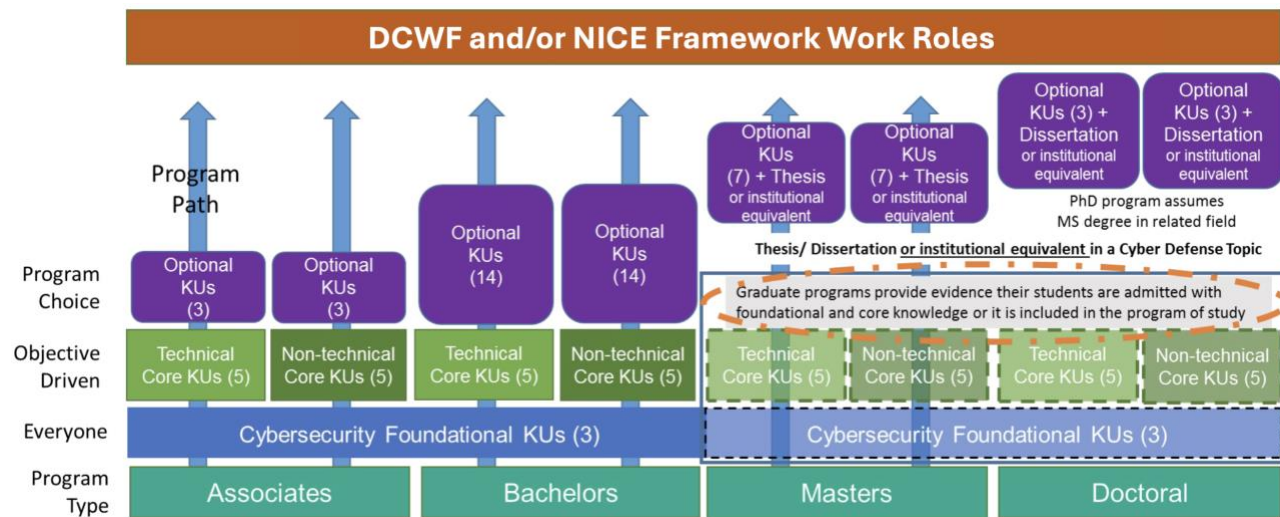 DCWF and/or NICE Framework Work Roles
Program
Path
Optional
KUs
(3)
Optional
KUs
(3)
Optional
KUs
(14)
Optional
KUs
(14)
Optional
KUs
(7) + Thesis
or institutional
equivalent
Optional
KUs
(7) + Thesis
or institutional
equivalent
Optional
KUs (3) +
Dissertation
or institutional
equivalent
Optional
KUs (3) +
Dissertation
or institutional
equivalent
PhD program assumes
MS degree in related field
Thesis/ Dissertation or institutional equivalent in a Cyber Defense Topic
Program
Choice
Graduate programs provide evidence their students are admitted with
foundational and core knowledge or it is included in the program of study
Objective
Driven
Technical
Core KUs (5)
Non-technical
Core KUs (5)
Technical
Core KUs (5)
Non-technical
Core KUs (5)
Technical
Core KUs (5)
Non-technical
Core KUs (5)
Technical
Core KUs (5)
Non-technical
Core KUs (5)
Everyone
Cybersecurity Foundational KUs (3)
Cybersecurity Foundational KUs (3)
Program
Type
Associates
Bachelors
Masters
Doctoral